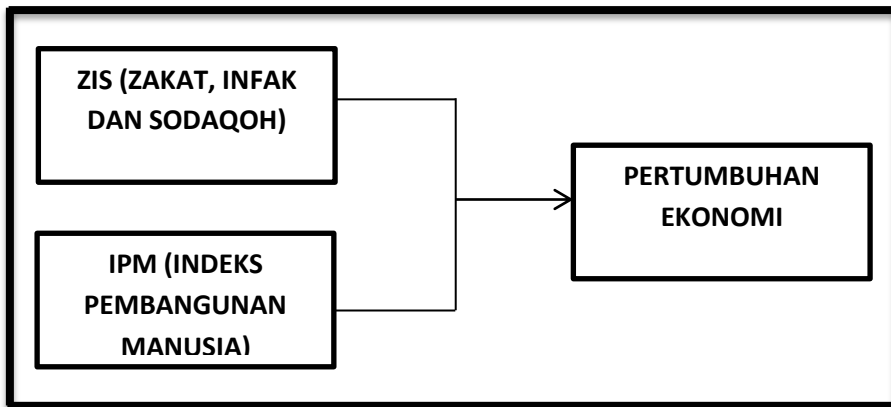 ZIS (ZAKAT, INFAK
DAN SODAQOH)
IPM (INDEKS
PEMBANGUNAN
MANUSIA)
PERTUMBUHAN
EKONOMI